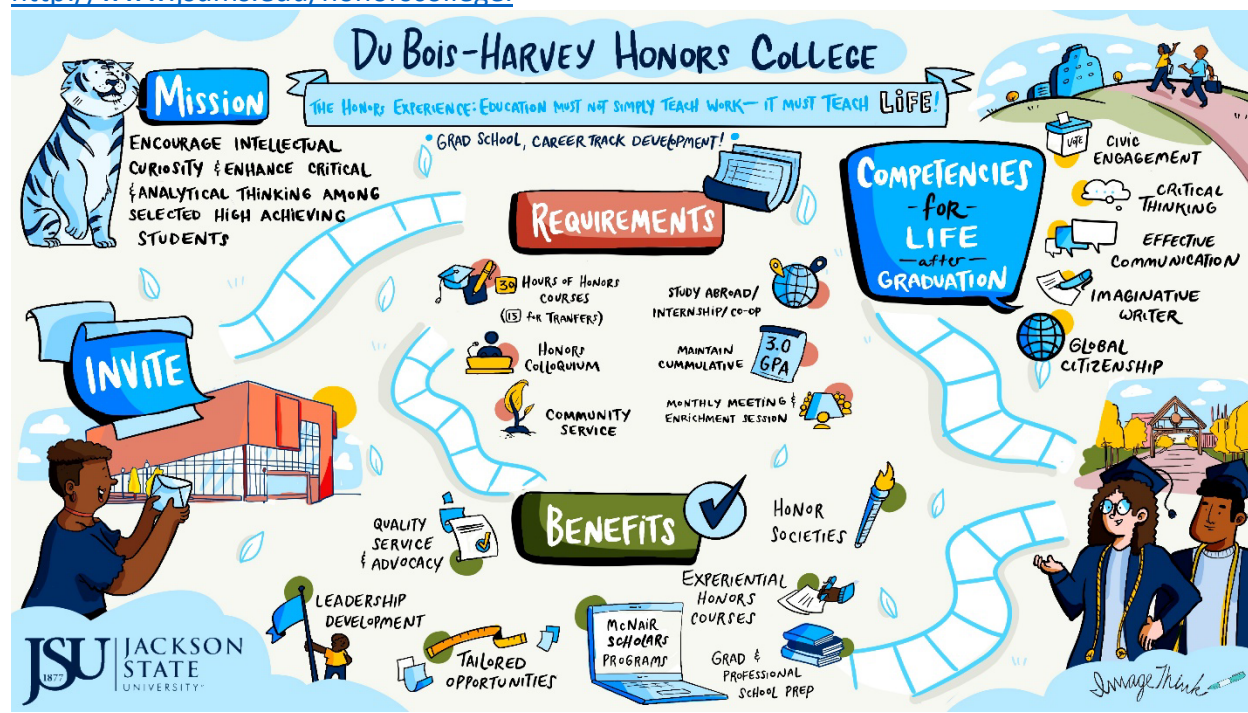 http://www.jsums.edu/honorscollege.
DU BOIS-HARVEY HONORS COLLEGE
THE HONORS EXPERIENCE: EDUCATION MUST NOT SIMPLY TEACH WORK— IT MUST TEACH LiFE!
MISSION
ENCOURAGE INTELLECTUAL
CURIOSITY & ENHANCE CRITICAL
& ANALYTICAL THINKING AMONG
SELECTED HIGH ACHIEVING
STUDENTS
• GRAD SCHOOL, CAREER TRACK DEVELOPMENT! •
INVITE
REQUIREMENTS
30 HOURS OF HONORS
COURSES
(15 for TRANFERS)
HONORS
COLLOQUIUM
COMMUNITY
SERVICE
STUDY ABROAD/
INTERNSHIP/CO-OP
MAINTAIN
CUMMULATIVE
3.0
GPA
MONTHLY MEETING &
ENRICHMENT SESSION
COMPETENCIES
-for-
LIFE
—after—
GRADUATION
VOTE
CIVIC
ENGAGEMENT
CRITICAL
THINKING
EFFECTIVE
COMMUNICATION
IMAGINATIVE
WRITER
GLOBAL
CITIZENSHIP
BENEFITS
QUALITY
SERVICE
& ADVOCACY
LEADERSHIP
DEVELOPMENT
TAILORED
OPPORTUNITIES
McNAIR
SCHOLARS
PROGRAMS
HONOR
SOCIETIES
EXPERIENTIAL
HONORS
COURSES
GRAD &
PROFESSIONAL
SCHOOL PREP
JSU
1877
JACKSON
STATE
UNIVERSITY
ImageThink